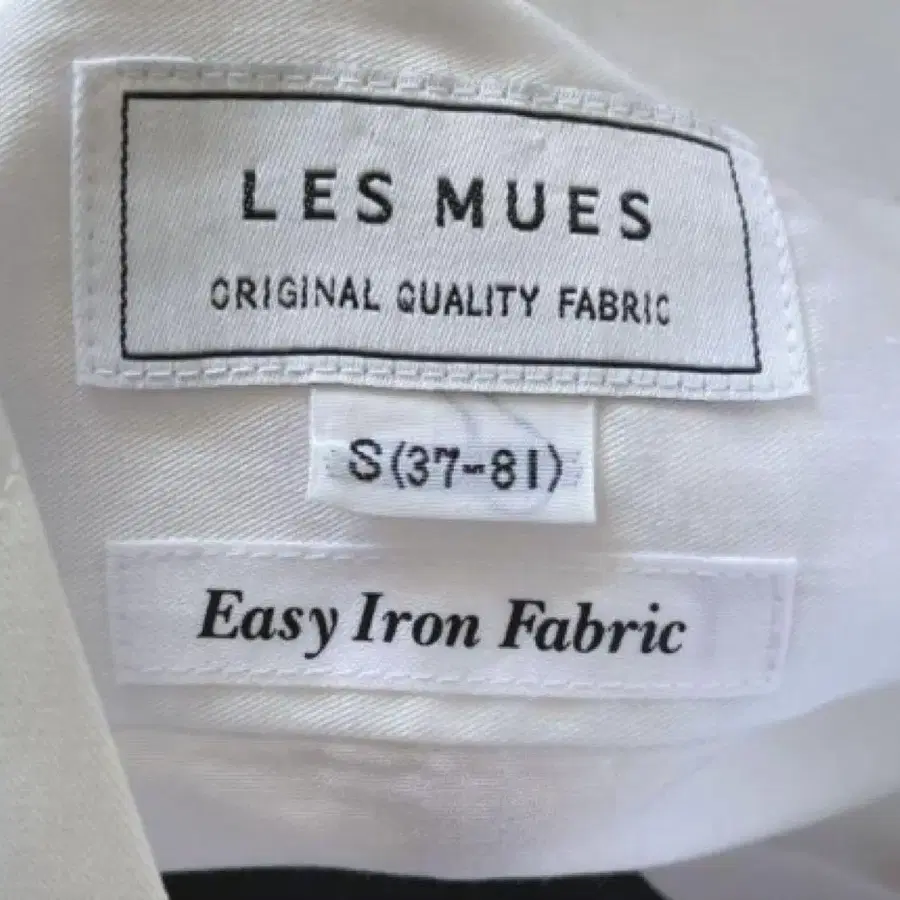 LES MUES
ORIGINAL QUALITY FABRIC
S(37-81)
Easy Iron Fabric